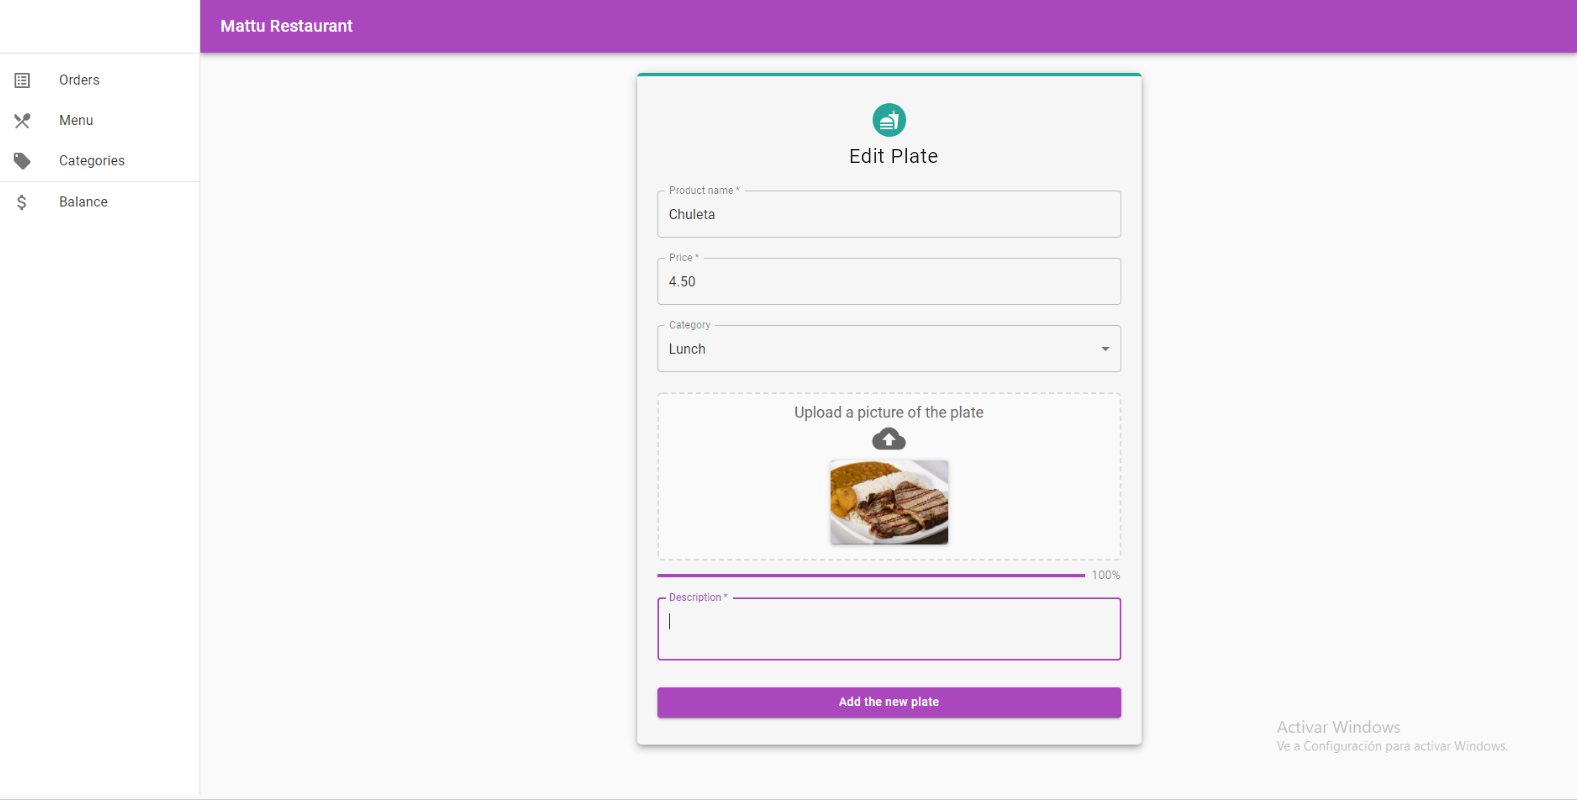 Mattu Restaurant
Orders
Menu
Categories
Balance
Edit Plate
Product name *
Chuleta
Price *
4.50
Category
Lunch
Upload a picture of the plate
100%
Description *
Add the new plate
Activar Windows
Ve a Configuración para activar Windows.